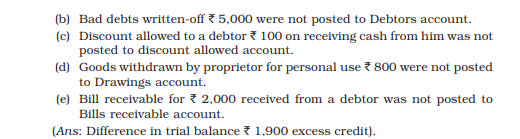 (b) Bad debts written-off ₹ 5,000 were not posted to Debtors account.
(c) Discount allowed to a debtor ₹ 100 on receiving cash from him was not
posted to discount allowed account.
(d) Goods withdrawn by proprietor for personal use ₹ 800 were not posted
to Drawings account.
(e) Bill receivable for ₹ 2,000 received from a debtor was not posted to
Bills receivable account.
(Ans: Difference in trial balance ₹ 1,900 excess credit).